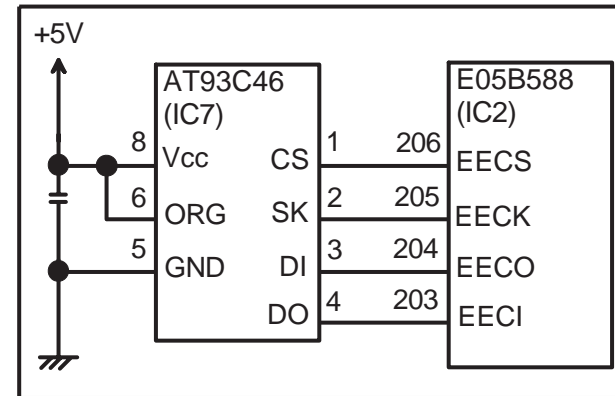 +5V
AT93C46
(IC7)
E05B588
(IC2)
8 Vcc CS 1 206 EECS
6 ORG SK 2 205 EECK
5 GND DI 3 204 EECO
DO 4 203 EECI